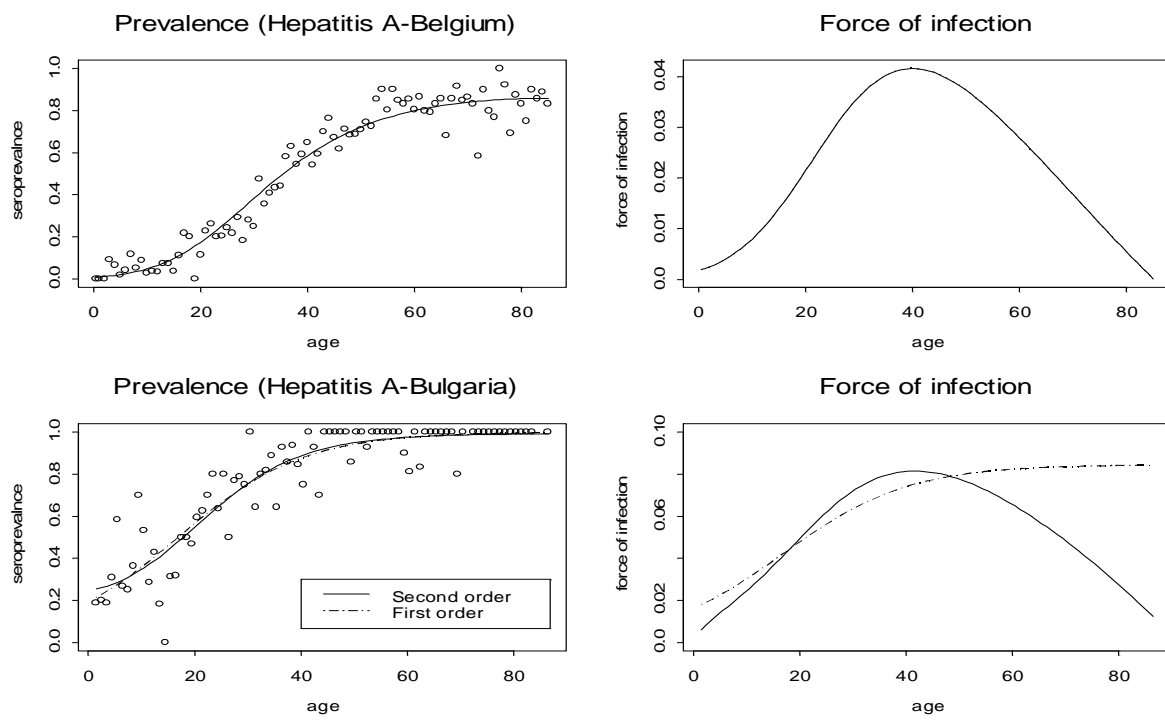 Prevalence (Hepatitis A-Belgium)
seroprevalnce
0.0 0.2 0.4 0.6 0.8 1.0
0 20 40 60 80
age
Force of infection
force of infection
0.0 0.01 0.02 0.03 0.04
0 20 40 60 80
age
Prevalence (Hepatitis A-Bulgaria)
seroprevalnce
0.0 0.2 0.4 0.6 0.8 1.0
Second order
First order
0 20 40 60 80
age
Force of infection
force of infection
0.0 0.02 0.06 0.10
0 20 40 60 80
age